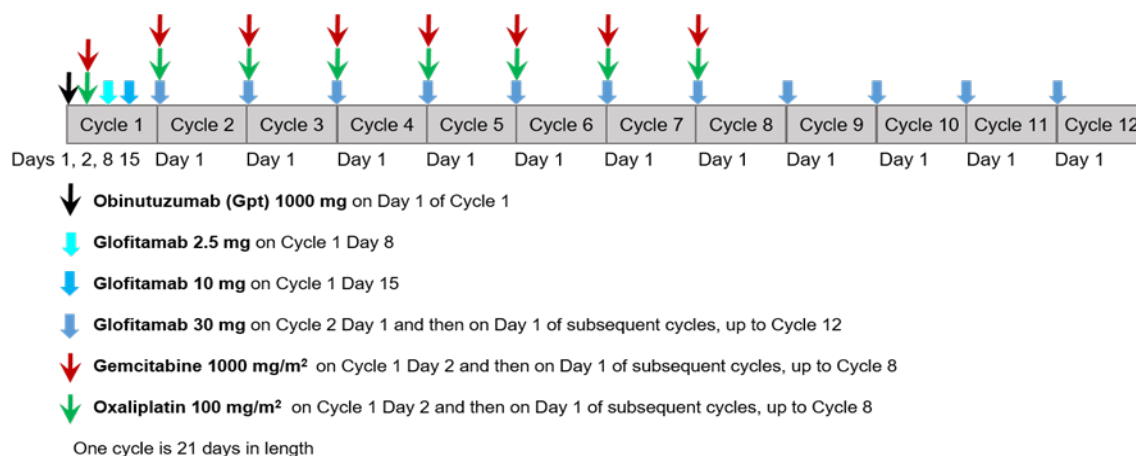 Cycle 1 Cycle 2 Cycle 3 Cycle 4 Cycle 5 Cycle 6 Cycle 7 Cycle 8 Cycle 9 Cycle 10 Cycle 11 Cycle 12
Days 1, 2, 8 15 Day 1 Day 1 Day 1 Day 1 Day 1 Day 1 Day 1 Day 1 Day 1 Day 1 Day 1
Obinutuzumab (Gpt) 1000 mg on Day 1 of Cycle 1
Glofitamab 2.5 mg on Cycle 1 Day 8
Glofitamab 10 mg on Cycle 1 Day 15
Glofitamab 30 mg on Cycle 2 Day 1 and then on Day 1 of subsequent cycles, up to Cycle 12
Gemcitabine 1000 mg/m² on Cycle 1 Day 2 and then on Day 1 of subsequent cycles, up to Cycle 8
Oxaliplatin 100 mg/m² on Cycle 1 Day 2 and then on Day 1 of subsequent cycles, up to Cycle 8
One cycle is 21 days in length